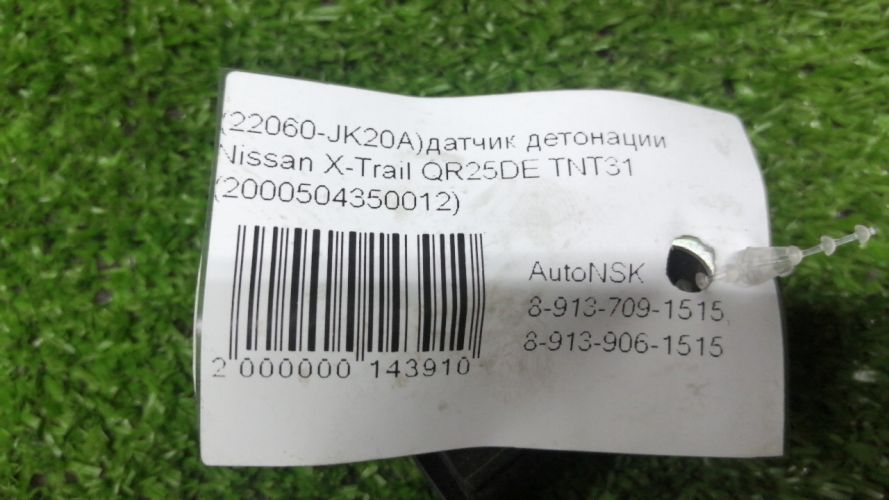 (22060-JK20A)датчик детонации
Nissan X-Trail QR25DE TNT31
(2000504350012)
AutoNSK
8-913-709-1515,
8-913-906-1515
2 000000 143910